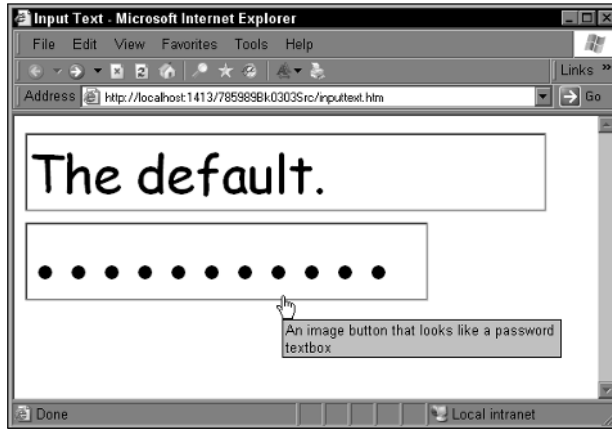 Input Text - Microsoft Internet Explorer
File Edit View Favorites Tools Help
Links »
Address http://localhost:1413/785989Bk0303Src/inputtext.htm Go
The default.
An image button that looks like a password
textbox
Done Local intranet